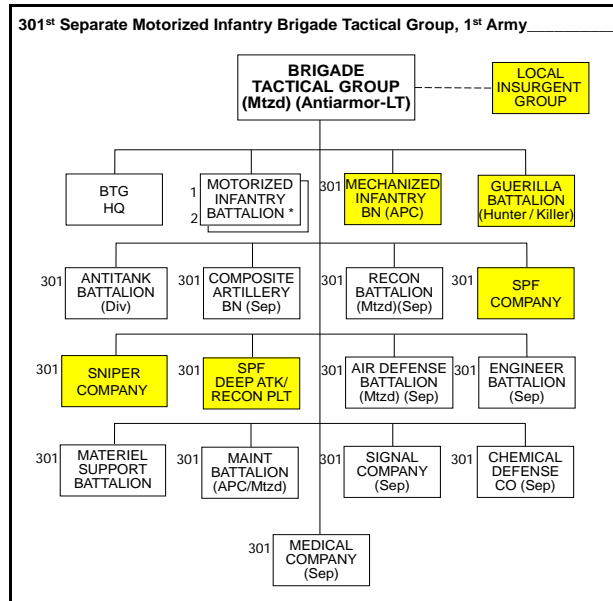 301st Separate Motorized Infantry Brigade Tactical Group, 1st Army
BRIGADE
TACTICAL GROUP
(Mtzd) (Antiarmor-LT)
LOCAL
INSURGENT
GROUP
BTG
HQ
1
2
MOTORIZED
INFANTRY
BATTALION *
301
MECHANIZED
INFANTRY
BN (APC)
GUERILLA
BATTALION
(Hunter / Killer)
301
ANTITANK
BATTALION
(Div)
301
COMPOSITE
ARTILLERY
BN (Sep)
301
RECON
BATTALION
(Mtzd)(Sep)
301
SPF
COMPANY
301
SNIPER
COMPANY
301
SPF
DEEP ATK/
RECON PLT
301
AIR DEFENSE
BATTALION
(Mtzd) (Sep)
301
ENGINEER
BATTALION
(Sep)
301
MATERIEL
SUPPORT
BATTALION
301
MAINT
BATTALION
(APC/Mtzd)
301
SIGNAL
COMPANY
(Sep)
301
CHEMICAL
DEFENSE
CO (Sep)
301
MEDICAL
COMPANY
(Sep)